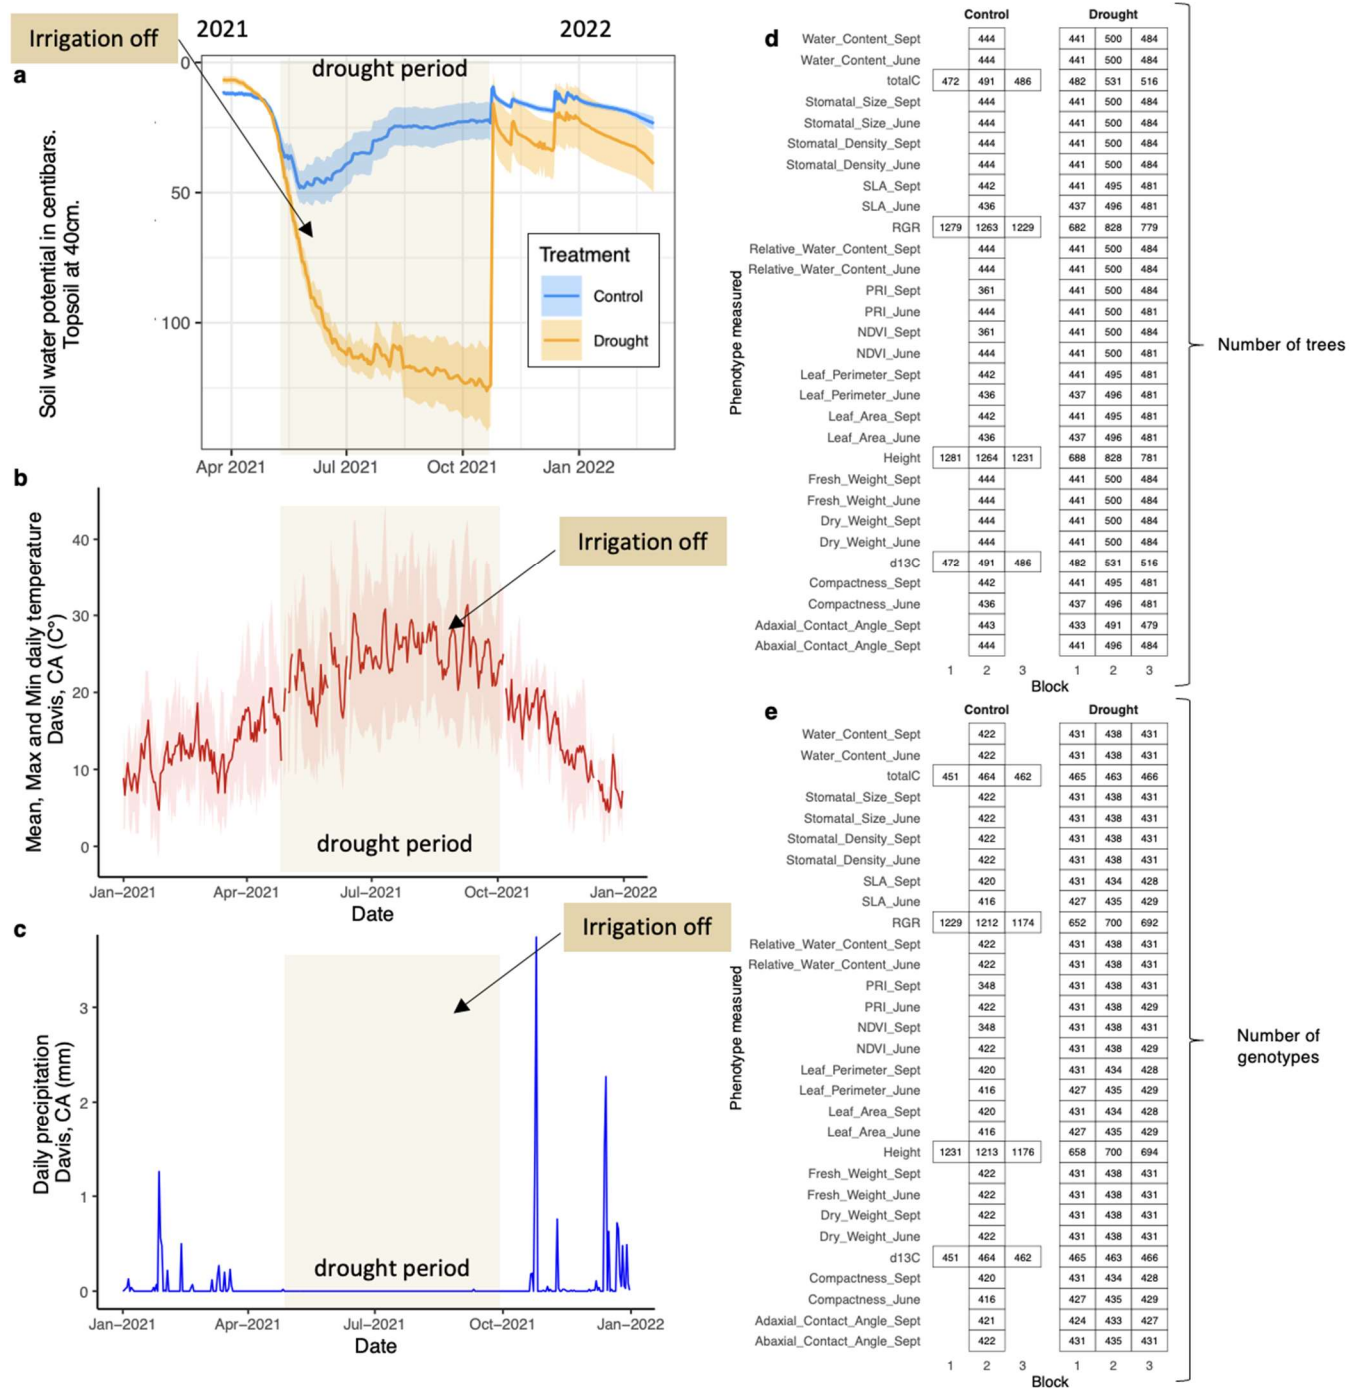 Irrigation off
2021
2022
a
drought period
0
50
100
Soil water potential in centibars.
Topsoil at 40cm.
Treatment
Control
Drought
Apr 2021
Jul 2021
Oct 2021
Jan 2022
b
Irrigation off
40
30
20
10
0
Mean, Max and Min daily temperature
Davis, CA (C°)
drought period
Jan–2021
Apr–2021
Jul–2021
Oct–2021
Jan–2022
Date
c
Irrigation off
3
2
1
0
Daily precipitation
Davis, CA (mm)
drought period
Jan–2021
Apr–2021
Jul–2021
Oct–2021
Jan–2022
Date
d
Control Drought
Water_Content_Sept 444 441 500 484
Water_Content_June 444 441 500 484
totalC 472 491 486 482 531 516
Stomatal_Size_Sept 444 441 500 484
Stomatal_Size_June 444 441 500 484
Stomatal_Density_Sept 444 441 500 484
Stomatal_Density_June 444 441 500 484
SLA_Sept 442 441 495 481
SLA_June 436 437 496 481
RGR 1279 1263 1229 682 828 779
Relative_Water_Content_Sept 444 441 500 484
Relative_Water_Content_June 444 441 500 484
PRI_Sept 361 441 500 484
PRI_June 444 441 500 481
NDVI_Sept 361 441 500 484
NDVI_June 444 441 500 481
Leaf_Perimeter_Sept 442 441 495 481
Leaf_Perimeter_June 436 437 496 481
Leaf_Area_Sept 442 441 495 481
Leaf_Area_June 436 437 496 481
Height 1281 1264 1231 688 828 781
Fresh_Weight_Sept 444 441 500 484
Fresh_Weight_June 444 441 500 484
Dry_Weight_Sept 444 441 500 484
Dry_Weight_June 444 441 500 484
d13C 472 491 486 482 531 516
Compactness_Sept 442 441 495 481
Compactness_June 436 437 496 481
Adaxial_Contact_Angle_Sept 443 433 491 479
Abaxial_Contact_Angle_Sept 444 441 496 484
1 2 3 1 2 3
Block
Phenotype measured
Number of trees
e
Control Drought
Water_Content_Sept 422 431 438 431
Water_Content_June 422 431 438 431
totalC 451 464 462 465 463 466
Stomatal_Size_Sept 422 431 438 431
Stomatal_Size_June 422 431 438 431
Stomatal_Density_Sept 422 431 438 431
Stomatal_Density_June 422 431 438 431
SLA_Sept 420 431 434 428
SLA_June 416 427 435 429
RGR 1229 1212 1174 652 700 692
Relative_Water_Content_Sept 422 431 438 431
Relative_Water_Content_June 422 431 438 431
PRI_Sept 348 431 438 431
PRI_June 422 431 438 429
NDVI_Sept 348 431 438 431
NDVI_June 422 431 438 429
Leaf_Perimeter_Sept 420 431 434 428
Leaf_Perimeter_June 416 427 435 429
Leaf_Area_Sept 420 431 434 428
Leaf_Area_June 416 427 435 429
Height 1231 1213 1176 658 700 694
Fresh_Weight_Sept 422 431 438 431
Fresh_Weight_June 422 431 438 431
Dry_Weight_Sept 422 431 438 431
Dry_Weight_June 422 431 438 431
d13C 451 464 462 465 463 466
Compactness_Sept 420 431 434 428
Compactness_June 416 427 435 429
Adaxial_Contact_Angle_Sept 421 424 433 427
Abaxial_Contact_Angle_Sept 422 431 435 431
1 2 3 1 2 3
Block
Phenotype measured
Number of
genotypes